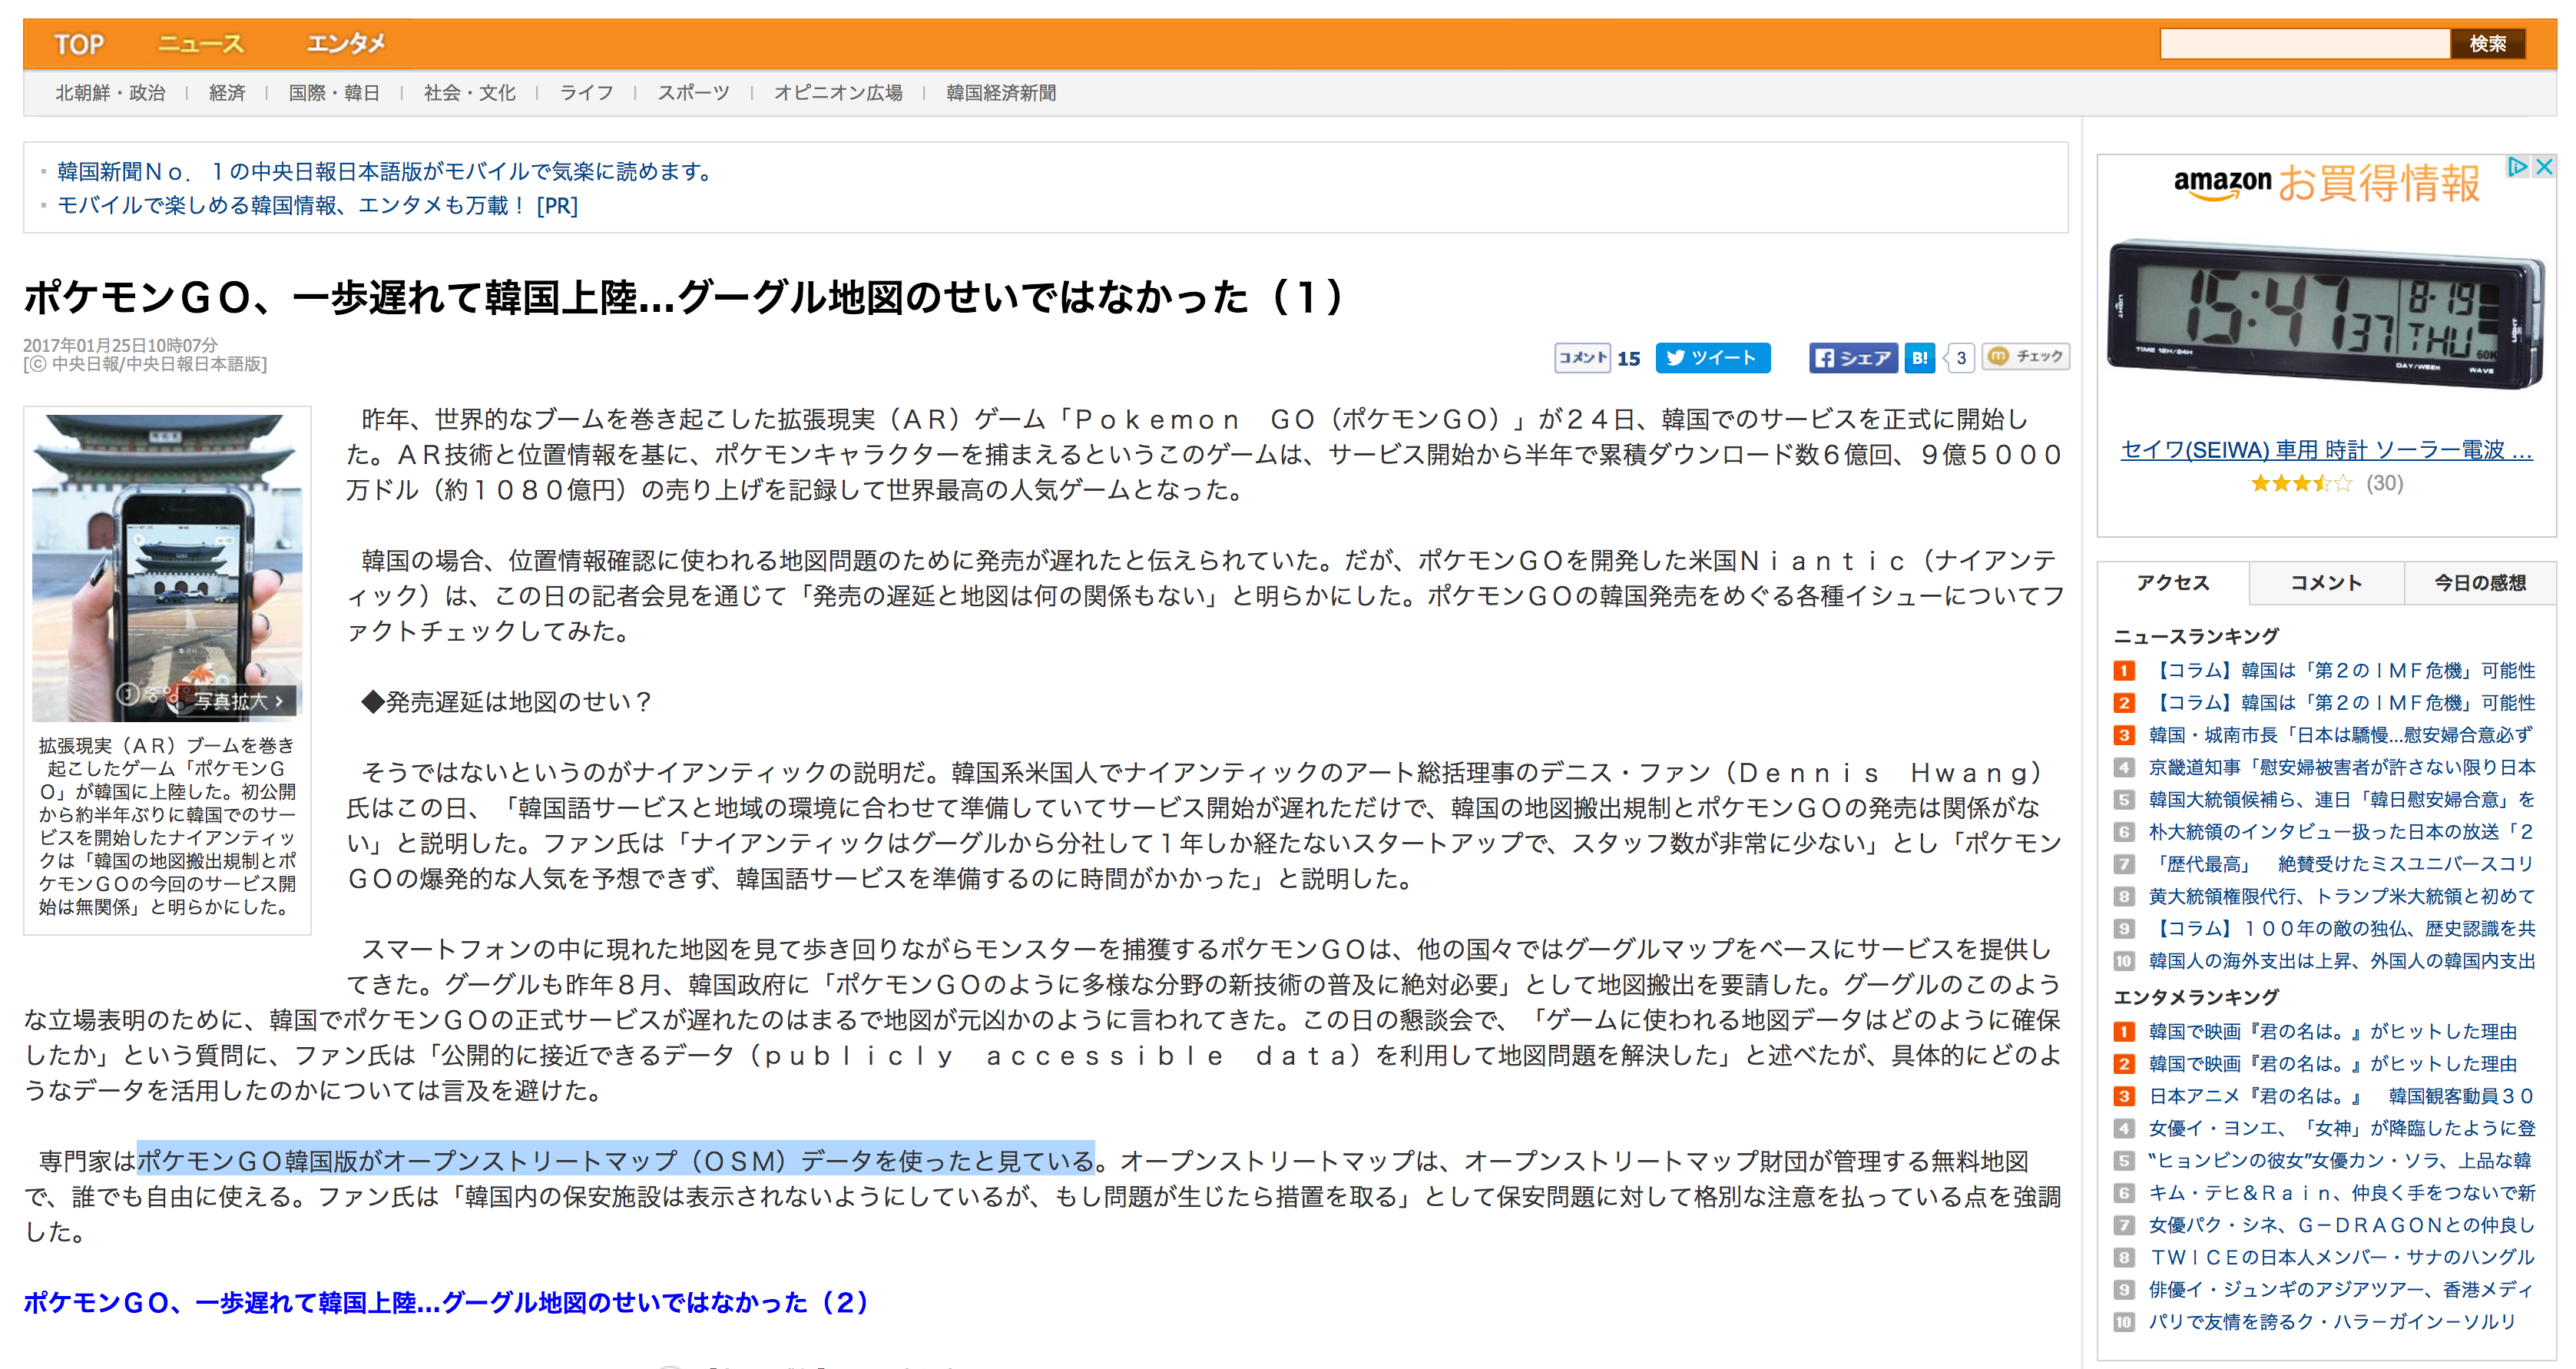 TOP ニュース エンタメ 検索
北朝鮮・政治 | 経済 | 国際・韓日 | 社会・文化 | ライフ | スポーツ | オピニオン広場 | 韓国経済新聞
韓国新聞Ｎｏ．１の中央日報日本語版がモバイルで気楽に読めます。
モバイルで楽しめる韓国情報、エンタメも万載！ [PR]
ポケモンＧＯ、一歩遅れて韓国上陸…グーグル地図のせいではなかった（１）
2017年01月25日10時07分
[ⓒ 中央日報/中央日報日本語版]
コメント 15 ツイート シェア B! 3 チェック
写真拡大
拡張現実（ＡＲ）ブームを巻き
起こしたゲーム「ポケモンＧ
Ｏ」が韓国に上陸した。初公開
から約半年ぶりに韓国でのサー
ビスを開始したナイアンティッ
クは「韓国の地図搬出規制とポ
ケモンＧＯの今回のサービス開
始は無関係」と明らかにした。
昨年、世界的なブームを巻き起こした拡張現実（ＡＲ）ゲーム「Ｐｏｋｅｍｏｎ　ＧＯ（ポケモンＧＯ）」が２４日、韓国でのサービスを正式に開始し
た。ＡＲ技術と位置情報を基に、ポケモンキャラクターを捕まえるというこのゲームは、サービス開始から半年で累積ダウンロード数６億回、９億５０００
万ドル（約１０８０億円）の売り上げを記録して世界最高の人気ゲームとなった。
韓国の場合、位置情報確認に使われる地図問題のために発売が遅れたと伝えられていた。だが、ポケモンＧＯを開発した米国Ｎｉａｎｔｉｃ（ナイアンテ
ィック）は、この日の記者会見を通じて「発売の遅延と地図は何の関係もない」と明らかにした。ポケモンＧＯの韓国発売をめぐる各種イシューについてフ
ァクトチェックしてみた。
◆発売遅延は地図のせい？
そうではないというのがナイアンティックの説明だ。韓国系米国人でナイアンティックのアート総括理事のデニス・ファン（Ｄｅｎｎｉｓ　Ｈｗａｎｇ）
氏はこの日、「韓国語サービスと地域の環境に合わせて準備していてサービス開始が遅れただけで、韓国の地図搬出規制とポケモンＧＯの発売は関係がな
い」と説明した。ファン氏は「ナイアンティックはグーグルから分社して１年しか経たないスタートアップで、スタッフ数が非常に少ない」とし「ポケモン
ＧＯの爆発的な人気を予想できず、韓国語サービスを準備するのに時間がかかった」と説明した。
スマートフォンの中に現れた地図を見て歩き回りながらモンスターを捕獲するポケモンＧＯは、他の国々ではグーグルマップをベースにサービスを提供し
てきた。グーグルも昨年８月、韓国政府に「ポケモンＧＯのように多様な分野の新技術の普及に絶対必要」として地図搬出を要請した。グーグルのこのよう
な立場表明のために、韓国でポケモンＧＯの正式サービスが遅れたのはまるで地図が元凶かのように言われてきた。この日の懇談会で、「ゲームに使われる地図データはどのように確保
したか」という質問に、ファン氏は「公開的に接近できるデータ（ｐｕｂｌｉｃｌｙ　ａｃｃｅｓｓｉｂｌｅ　ｄａｔａ）を利用して地図問題を解決した」と述べたが、具体的にどのよ
うなデータを活用したのかについては言及を避けた。
専門家はポケモンＧＯ韓国版がオープンストリートマップ（ＯＳＭ）データを使ったと見ている。オープンストリートマップは、オープンストリートマップ財団が管理する無料地図
で、誰でも自由に使える。ファン氏は「韓国内の保安施設は表示されないようにしているが、もし問題が生じたら措置を取る」として保安問題に対して格別な注意を払っている点を強調
した。
ポケモンＧＯ、一歩遅れて韓国上陸…グーグル地図のせいではなかった（２）
amazon お買得情報
15:47 37 8-19 THU 60K
TIME 12H/24H DAY/WEEK WAVE
LIGHT
セイワ(SEIWA) 車用 時計 ソーラー電波 ...
(30)
アクセス コメント 今日の感想
ニュースランキング
1 【コラム】韓国は「第２のＩＭＦ危機」可能性
2 【コラム】韓国は「第２のＩＭＦ危機」可能性
3 韓国・城南市長「日本は驕慢…慰安婦合意必ず
4 京畿道知事「慰安婦被害者が許さない限り日本
5 韓国大統領候補ら、連日「韓日慰安婦合意」を
6 朴大統領のインタビュー扱った日本の放送「２
7 「歴代最高」　絶賛受けたミスユニバースコリ
8 黄大統領権限代行、トランプ米大統領と初めて
9 【コラム】１００年の敵の独仏、歴史認識を共
10 韓国人の海外支出は上昇、外国人の韓国内支出
エンタメランキング
1 韓国で映画『君の名は。』がヒットした理由
2 韓国で映画『君の名は。』がヒットした理由
3 日本アニメ『君の名は。』　韓国観客動員３０
4 女優イ・ヨンエ、「女神」が降臨したように登
5 “ヒョンビンの彼女”女優カン・ソラ、上品な韓
6 キム・テヒ＆Ｒａｉｎ、仲良く手をつないで新
7 女優パク・シネ、Ｇ－ＤＲＡＧＯＮとの仲良し
8 ＴＷＩＣＥの日本人メンバー・サナのハングル
9 俳優イ・ジュンギのアジアツアー、香港メディ
10 パリで友情を誇るク・ハラ－ガイン－ソルリ